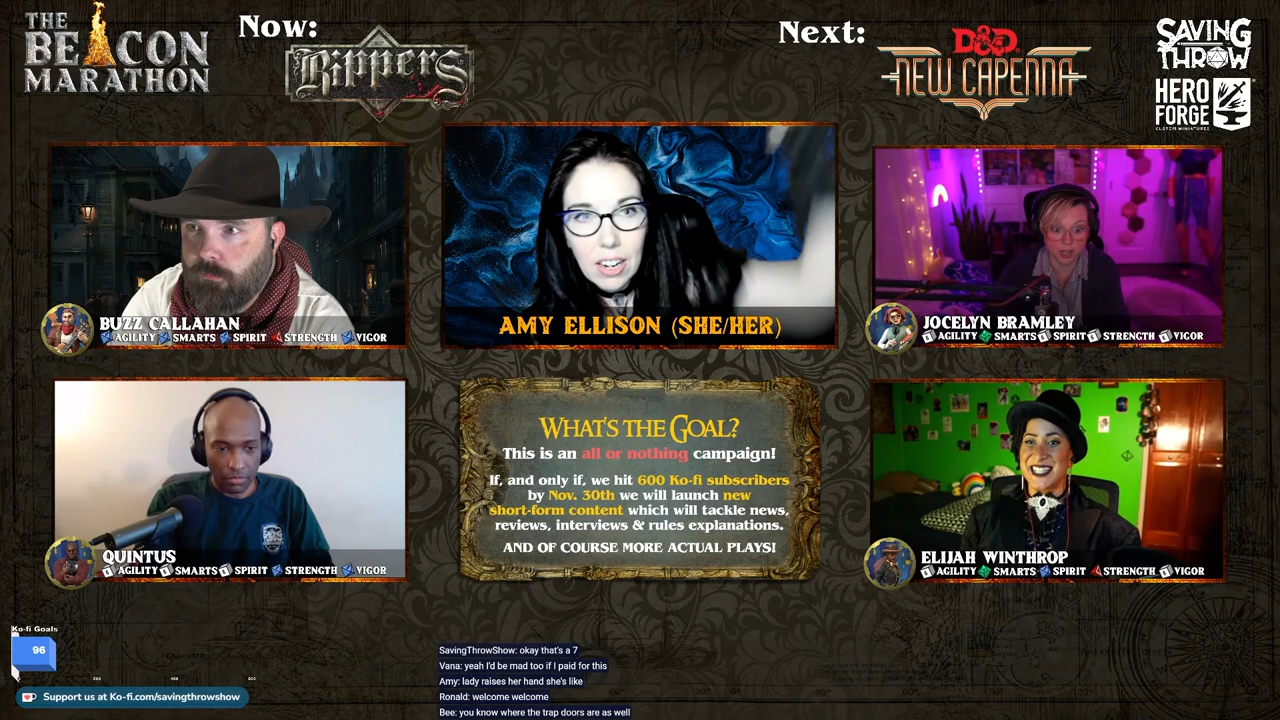 THE
BEACON
MARATHON
Now:
Rippers
Next:
D&D
NEW CAPENNA
SAVING
THROW
HERO
FORGE
CUSTOM MINIATURES
BUZZ CALLAHAN
AGILITY SMARTS SPIRIT STRENGTH VIGOR
AMY ELLISON (SHE/HER)
JOCELYN BRAMLEY
AGILITY SMARTS SPIRIT STRENGTH VIGOR
QUINTUS
AGILITY SMARTS SPIRIT STRENGTH VIGOR
WHAT'S THE GOAL?
This is an all or nothing campaign!
If, and only if, we hit 600 Ko-fi subscribers
by Nov. 30th we will launch new
short-form content which will tackle news,
reviews, interviews & rules explanations.
AND OF COURSE MORE ACTUAL PLAYS!
ELIJAH WINTHROP
AGILITY SMARTS SPIRIT STRENGTH VIGOR
Ko-fi Goals
96
Support us at Ko-fi.com/savingthrowshow
SavingThrowShow: okay that's a 7
Vana: yeah I'd be mad too if I paid for this
Amy: lady raises her hand she's like
Ronald: welcome welcome
Bee: you know where the trap doors are as well